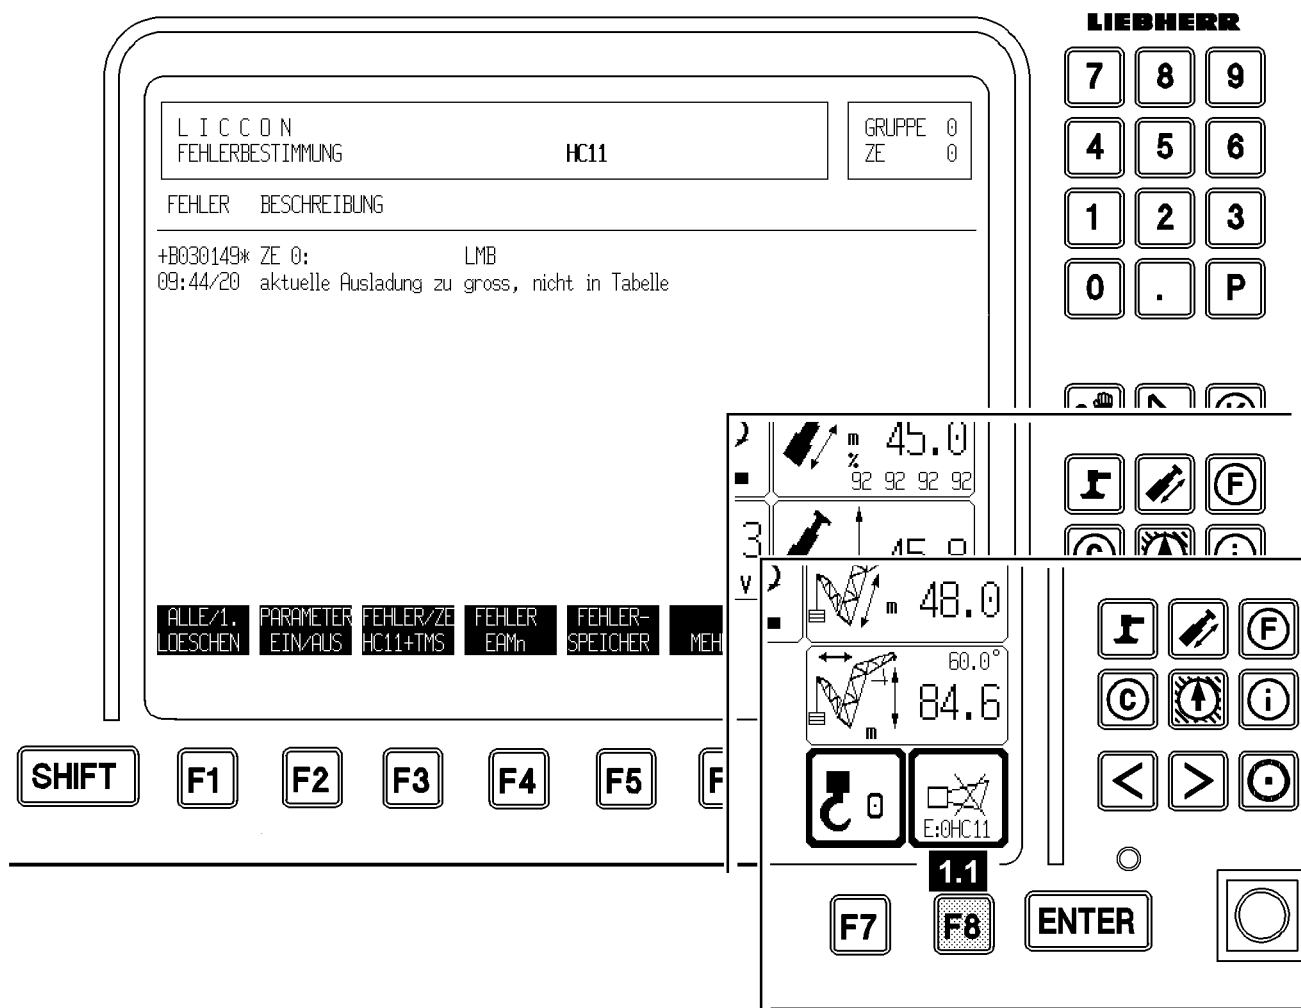 LIEBHERR
7 8 9
4 5 6
1 2 3
0 . P
L I C C O N
FEHLERBESTIMMUNG HC11
GRUPPE 0
ZE 0
FEHLER BESCHREIBUNG
+B030149* ZE 0: LMB
09:44/20 aktuelle Ausladung zu gross, nicht in Tabelle
ALLE/1. LOESCHEN
PARAMETER EIN/AUS
FEHLER/ZE HC11+TMS
FEHLER EAMn
FEHLER- SPEICHER
SHIFT F1 F2 F3 F4 F5
m 45.0
%
92 92 92 92
F
3
v
m 48.0
60.0°
84.6
m
F
C i
< >
0
E:0HC11
1.1
F7 F8 ENTER